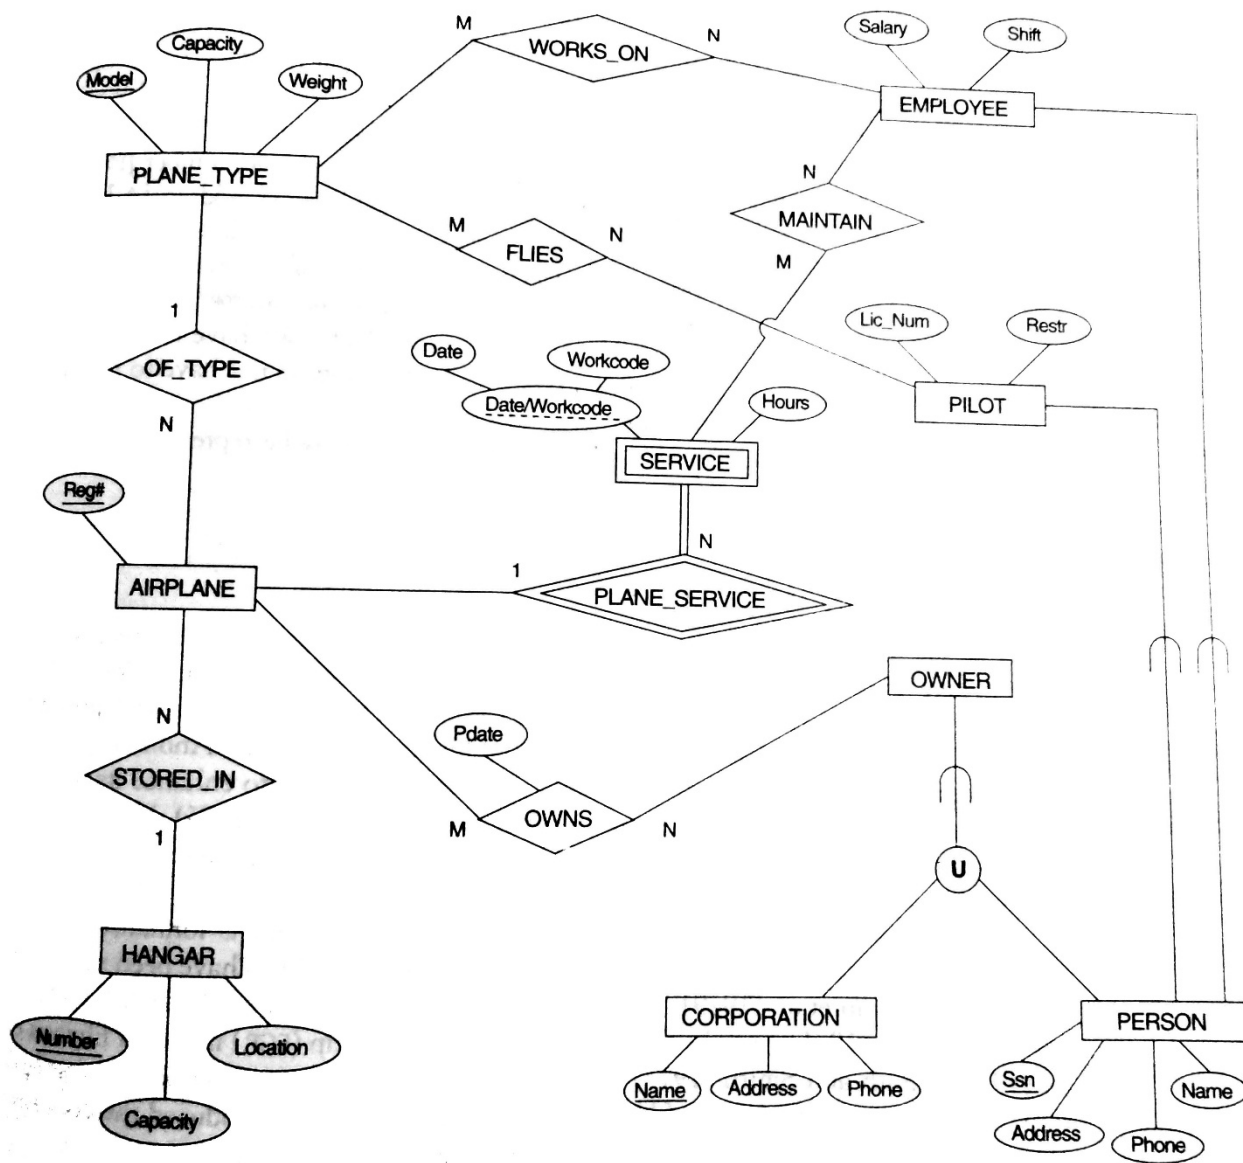 M
Capacity
Model
Weight
WORKS_ON
N
Salary
Shift
EMPLOYEE
PLANE_TYPE
M
FLIES
N
N
MAINTAIN
M
1
OF_TYPE
N
Date
Workcode
Date/Workcode
Hours
SERVICE
Lic_Num
Restr
PILOT
Reg#
AIRPLANE
1
N
PLANE_SERVICE
OWNER
N
STORED_IN
1
Pdate
M
OWNS
N
U
HANGAR
Number
Location
Capacity
CORPORATION
Name
Address
Phone
PERSON
Ssn
Name
Address
Phone